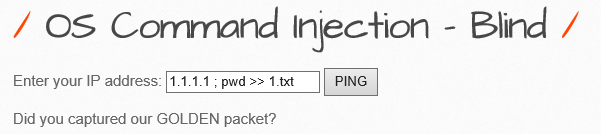 / OS Command Injection - Blind /
Enter your IP address: 1.1.1.1 ; pwd >> 1.txt PING
Did you captured our GOLDEN packet?